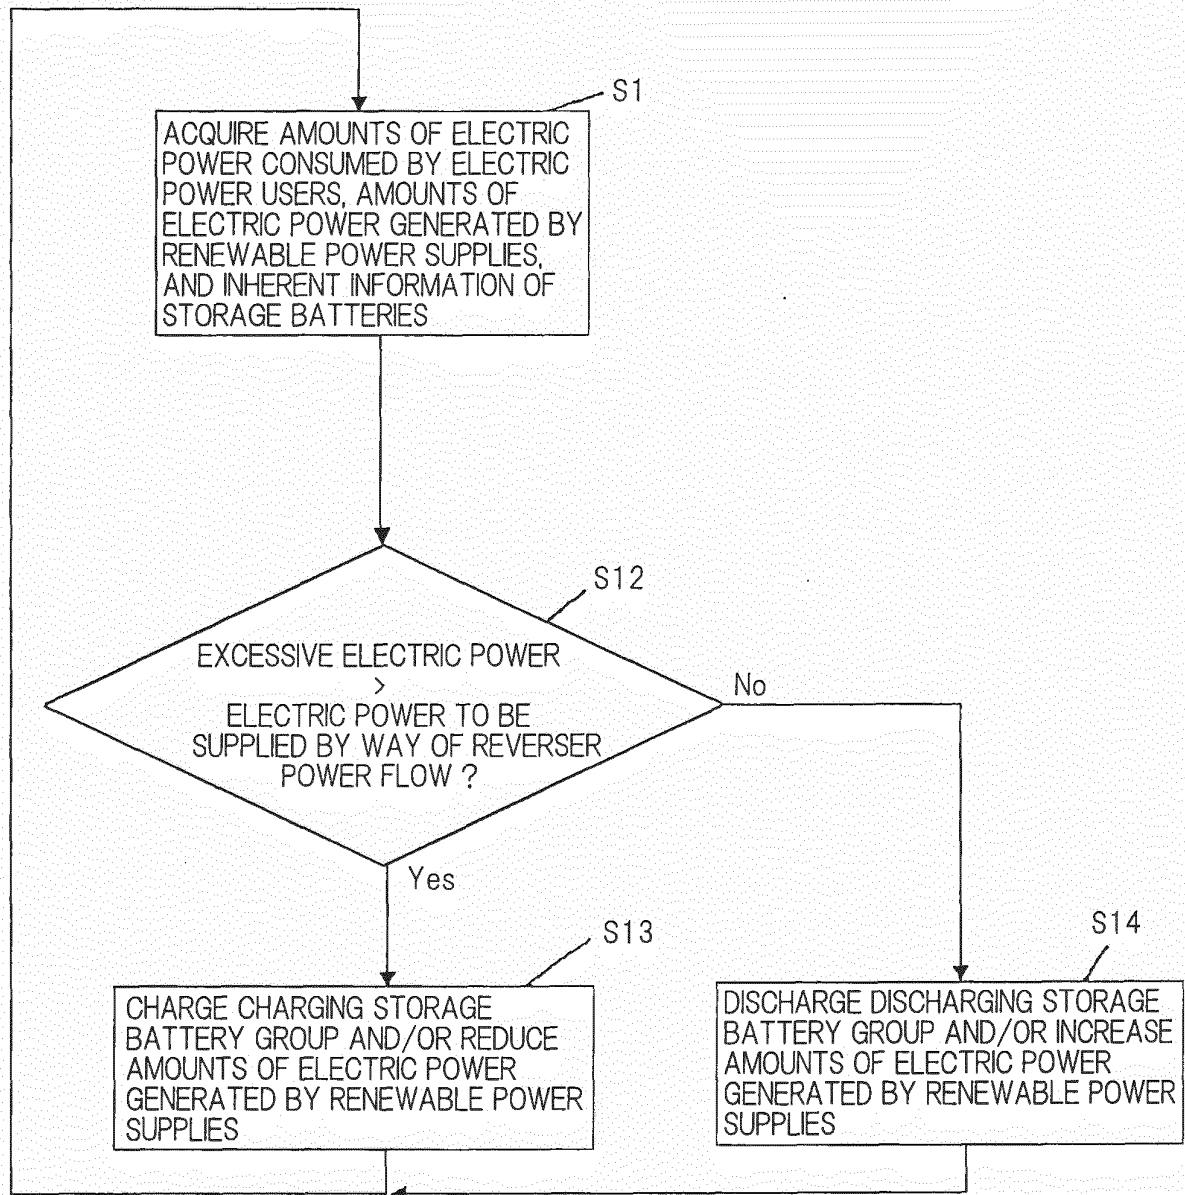 S1
ACQUIRE AMOUNTS OF ELECTRIC
POWER CONSUMED BY ELECTRIC
POWER USERS, AMOUNTS OF
ELECTRIC POWER GENERATED BY
RENEWABLE POWER SUPPLIES,
AND INHERENT INFORMATION OF
STORAGE BATTERIES
S12
EXCESSIVE ELECTRIC POWER
>
ELECTRIC POWER TO BE
SUPPLIED BY WAY OF REVERSER
POWER FLOW ?
No
Yes
S13
CHARGE CHARGING STORAGE
BATTERY GROUP AND/OR REDUCE
AMOUNTS OF ELECTRIC POWER
GENERATED BY RENEWABLE POWER
SUPPLIES
S14
DISCHARGE DISCHARGING STORAGE
BATTERY GROUP AND/OR INCREASE
AMOUNTS OF ELECTRIC POWER
GENERATED BY RENEWABLE POWER
SUPPLIES